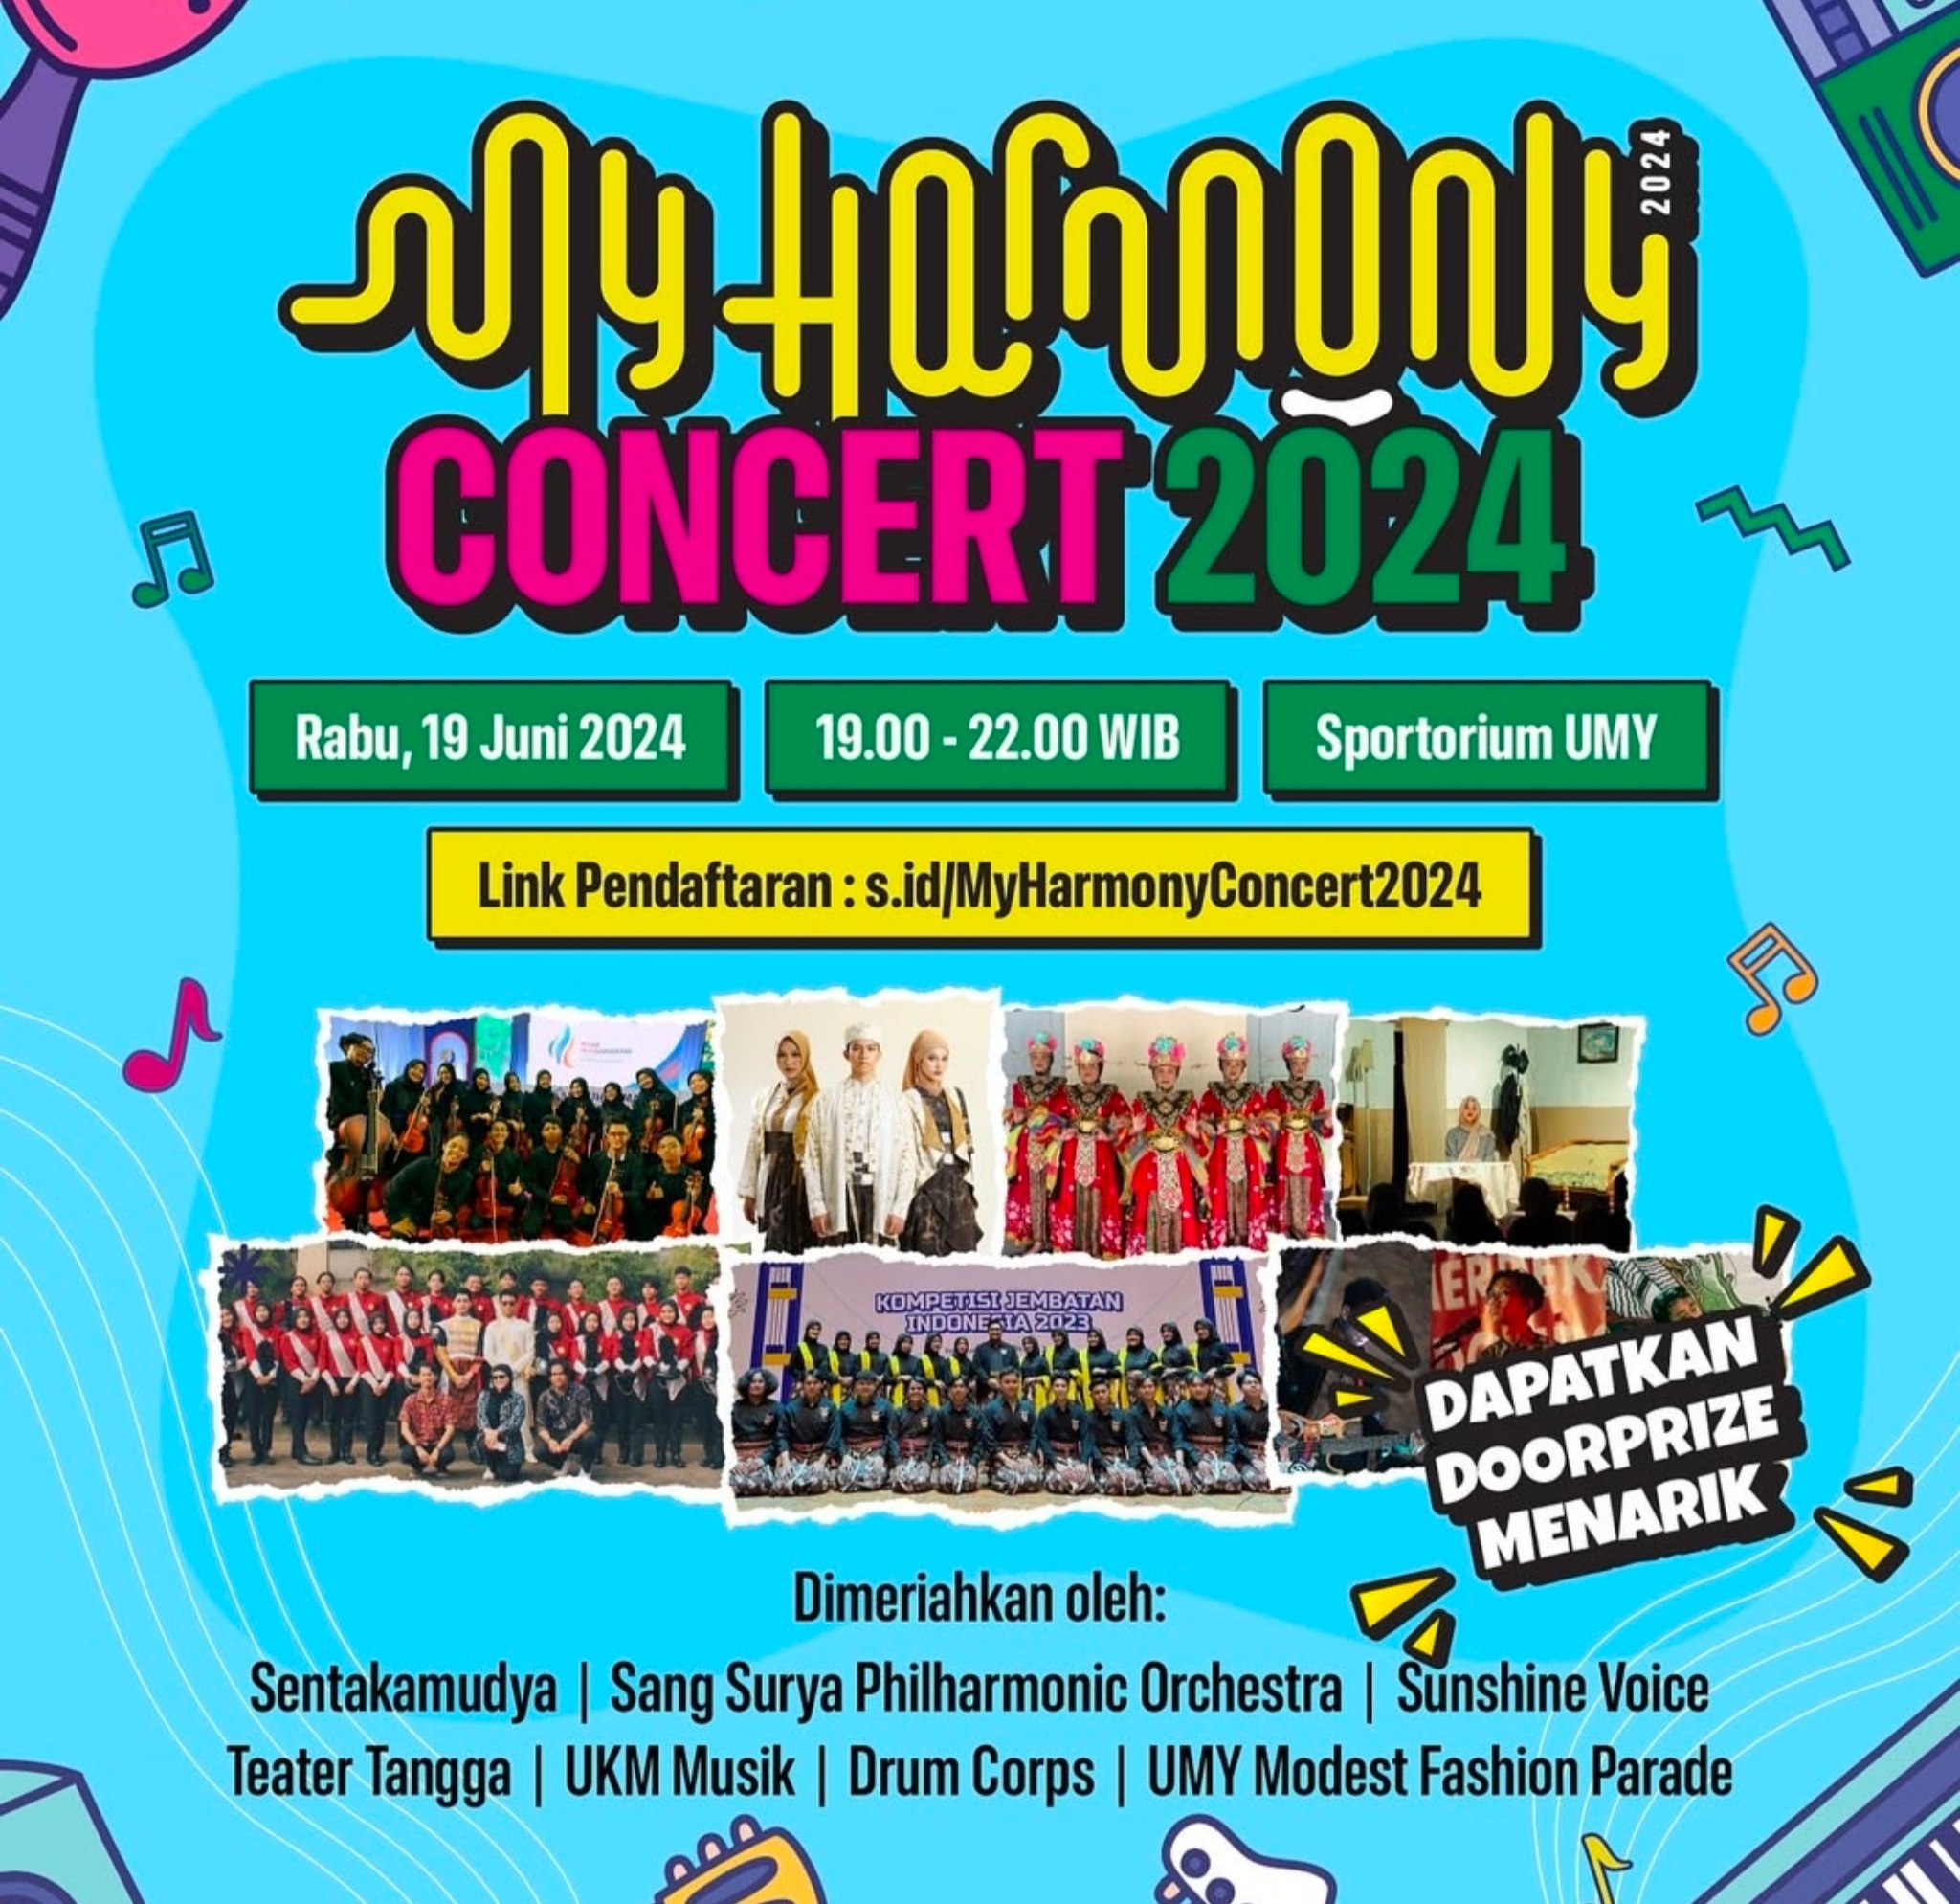 My Harmony
2024
CONCERT 2024
Rabu, 19 Juni 2024
19.00 - 22.00 WIB
Sportorium UMY
Link Pendaftaran : s.id/MyHarmonyConcert2024
KOMPETISI JEMBATAN
INDONESIA 2023
DAPATKAN
DOORPRIZE
MENARIK
Dimeriahkan oleh:
Sentakamudya | Sang Surya Philharmonic Orchestra | Sunshine Voice
Teater Tangga | UKM Musik | Drum Corps | UMY Modest Fashion Parade